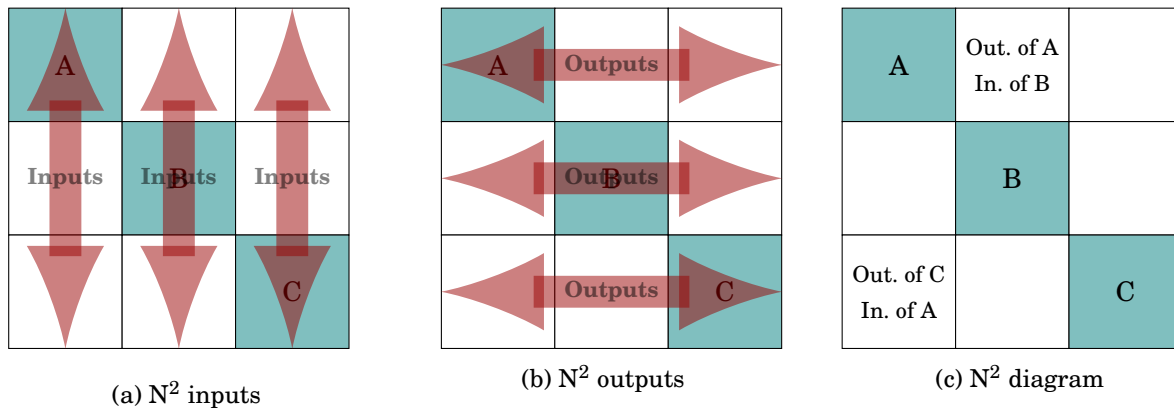 A
Inputs
Inputs
B
Inputs
C
(a) N² inputs
A
Outputs
Outputs
B
Outputs
C
(b) N² outputs
A
Out. of A
In. of B
B
Out. of C
In. of A
C
(c) N² diagram